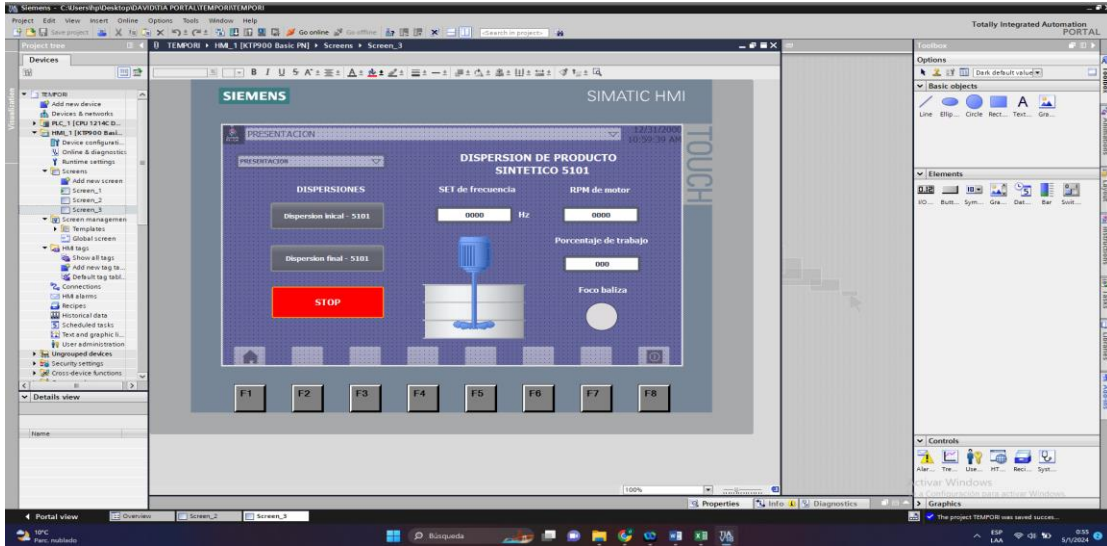 Siemens - C:\Users\hp\Desktop\DAVID\TIA PORTAL\TEMPORI\TEMPORI
Project Edit View Insert Online Options Tools Window Help
Totally Integrated Automation
PORTAL
Save project Go online Go offline <Search in project>
Project tree
TEMPORI HMI_1 [KTP900 Basic PN] Screens Screen_3
Toolbox
Devices
Options
Dark default value
Basic objects
Line Ellip... Circle Rect... Text... Gra...
TEMPORI
Add new device
Devices & networks
PLC_1 [CPU 1214C D...
HMI_1 [KTP900 Basi...
Device configurati...
Online & diagnostics
Runtime settings
Screens
Add new screen
Screen_1
Screen_2
Screen_3
Screen managemen
Templates
Global screen
HMI tags
Show all tags
Add new tag ta...
Default tag tabl...
Connections
HMI alarms
Recipes
Historical data
Scheduled tasks
Text and graphic li...
User administration
Ungrouped devices
Security settings
Cross-device functions
Details view
Name
SIEMENS SIMATIC HMI
TOUCH
PRESENTACION
12/31/2000
10:59:39 AM
PRESENTACION
DISPERSION DE PRODUCTO
SINTETICO 5101
DISPERSIONES SET de frecuencia RPM de motor
Dispersion inical - 5101 0000 Hz 0000
Porcentaje de trabajo
Dispersion final - 5101 000
Foco baliza
STOP
F1 F2 F3 F4 F5 F6 F7 F8
100%
Elements
I/O... Butt... Sym... Gra... Dat... Bar Swit...
Controls
Alar... Tre... Use... HT... Reci... Syst...
Activar Windows
Graphics
Properties Info Diagnostics
Portal view Overview Screen_2 Screen_3
The project TEMPORI was saved succes...
10°C
Parc. nublado
Búsqueda
ESP
LAA
0:55
5/1/2024